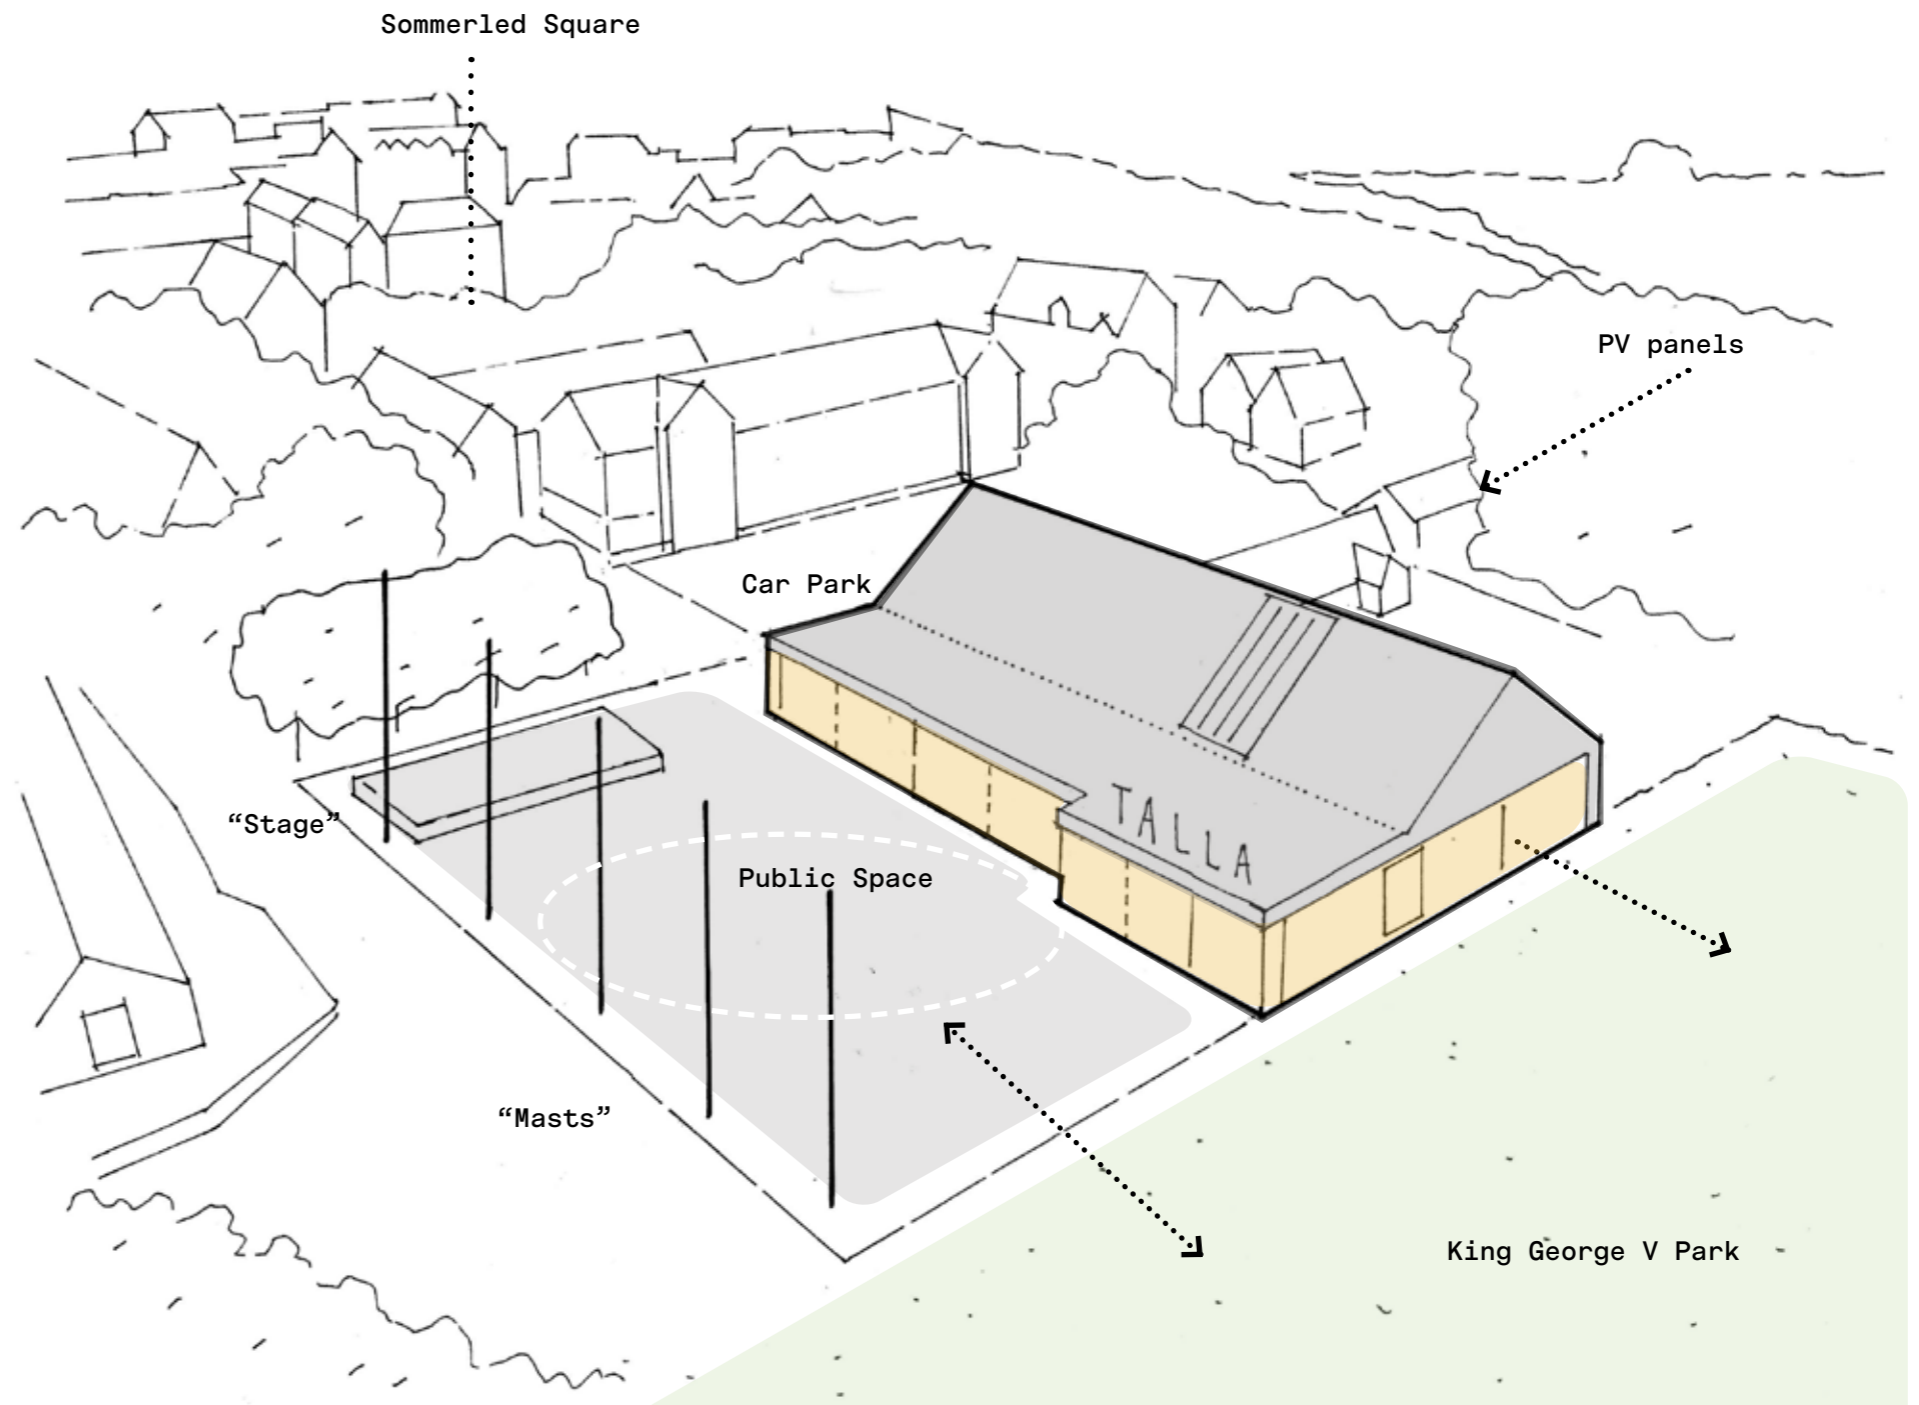 Sommerled Square
PV panels
Car Park
TALLA
“Stage”
Public Space
“Masts”
King George V Park